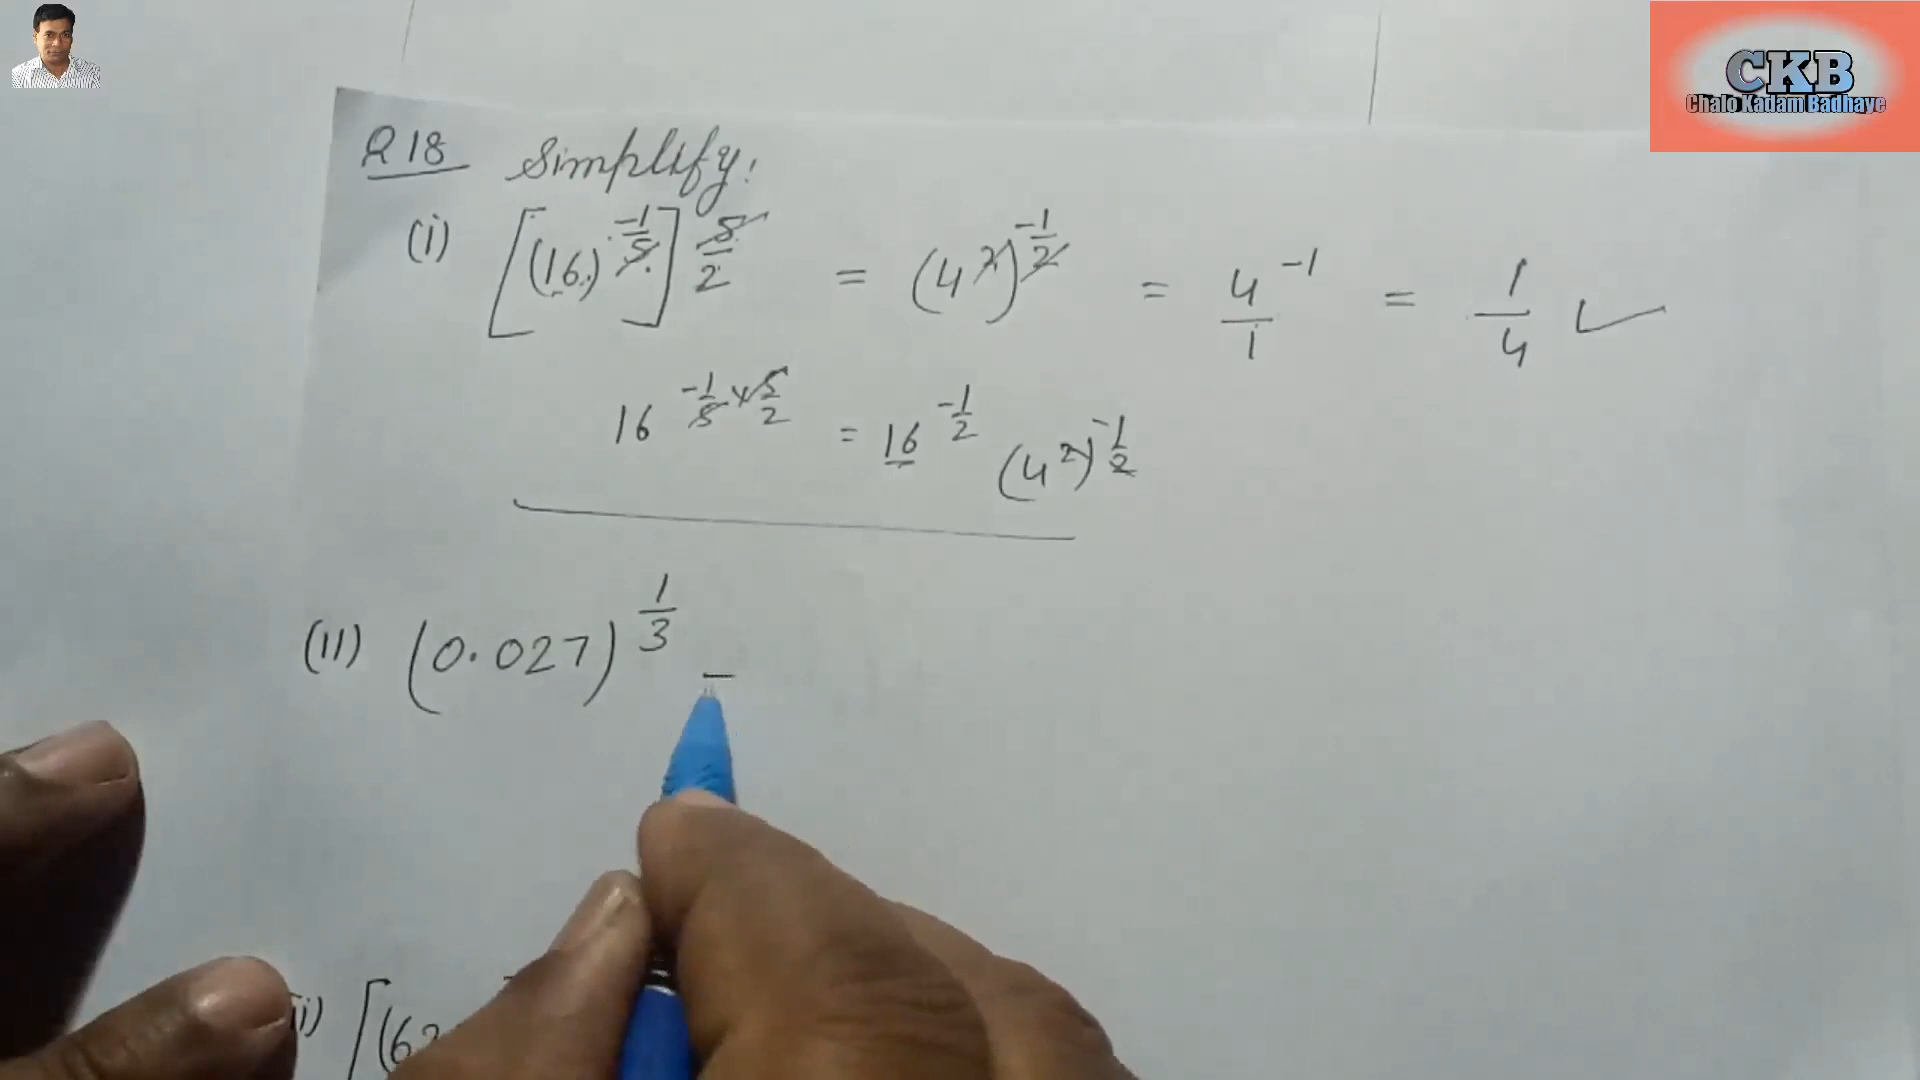 CKB
Chalo Kadam Badhaye
Q 18 Simplify:
(i) [(16)^{-1/5}]^{5/2} = (4^2)^{-1/2} = 4^{-1}/1 = 1/4 ✓
16^{-1/5 × 5/2} = 16^{-1/2} (4^2)^{-1/2}
(II) (0.027)^{1/3}